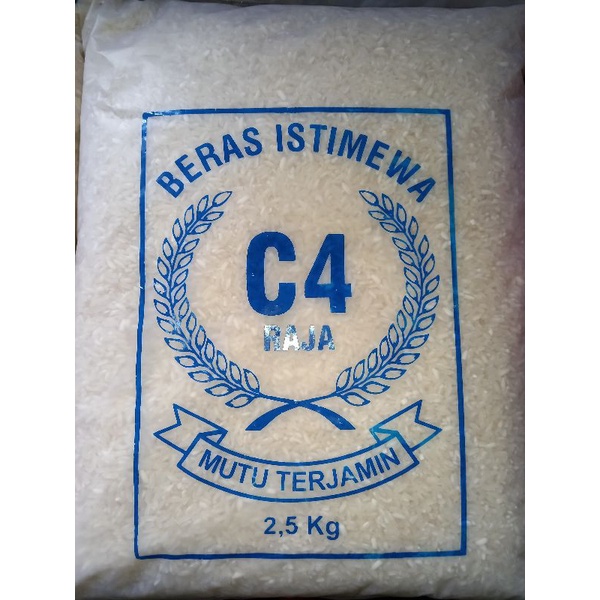 BERAS ISTIMEWA
C4
RAJA
MUTU TERJAMIN
2,5 Kg